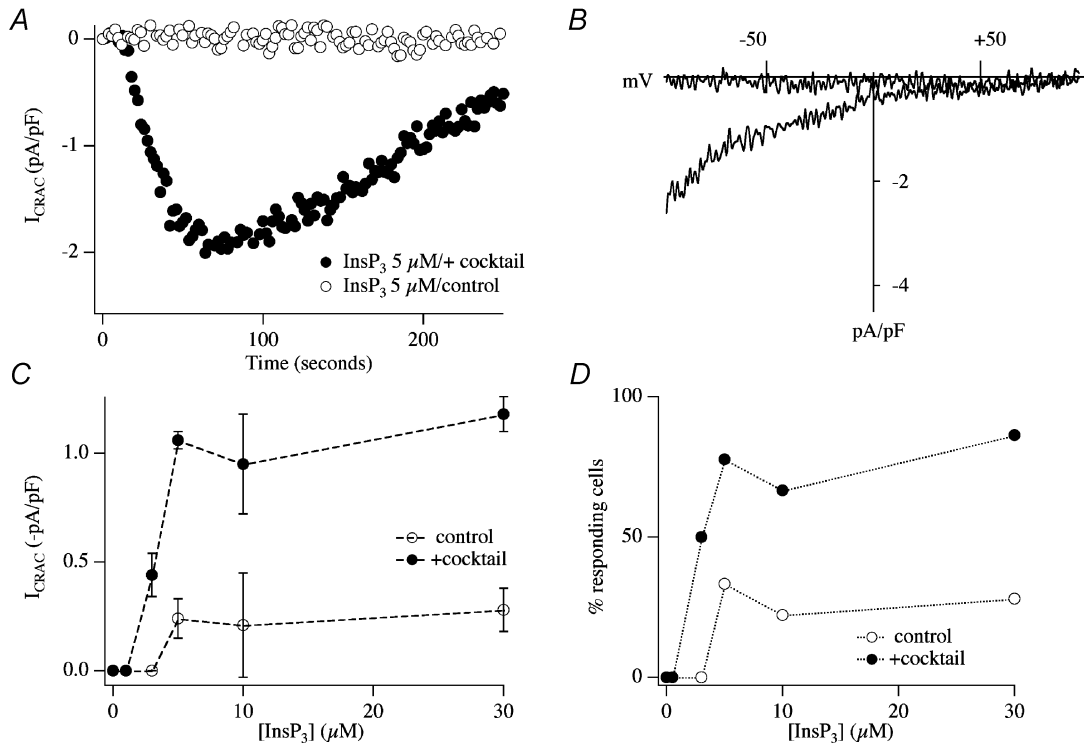 A
0
-1
-2
I_CRAC (pA/pF)
InsP₃ 5 µM/+ cocktail
InsP₃ 5 µM/control
0 100 200
Time (seconds)
B
-50 +50
mV
-2
-4
pA/pF
C
1.0
0.5
0.0
I_CRAC (-pA/pF)
control
+cocktail
0 10 20 30
[InsP₃] (µM)
D
100
50
0
% responding cells
control
+cocktail
0 10 20 30
[InsP₃] (µM)